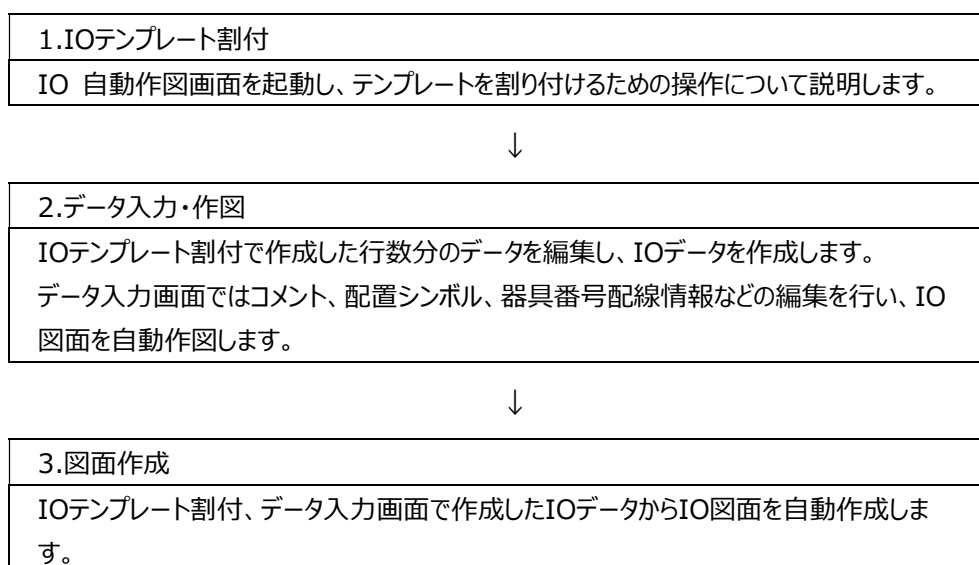 1.IOテンプレート割付
IO 自動作図画面を起動し、テンプレートを割り付けるための操作について説明します。
↓
2.データ入力・作図
IOテンプレート割付で作成した行数分のデータを編集し、IOデータを作成します。
データ入力画面ではコメント、配置シンボル、器具番号配線情報などの編集を行い、IO
図面を自動作図します。
↓
3.図面作成
IOテンプレート割付、データ入力画面で作成したIOデータからIO図面を自動作成しま
す。